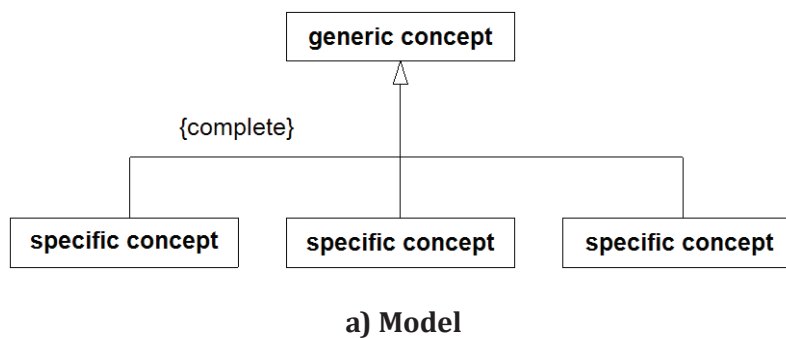 generic concept
{complete}
specific concept
specific concept
specific concept
a) Model